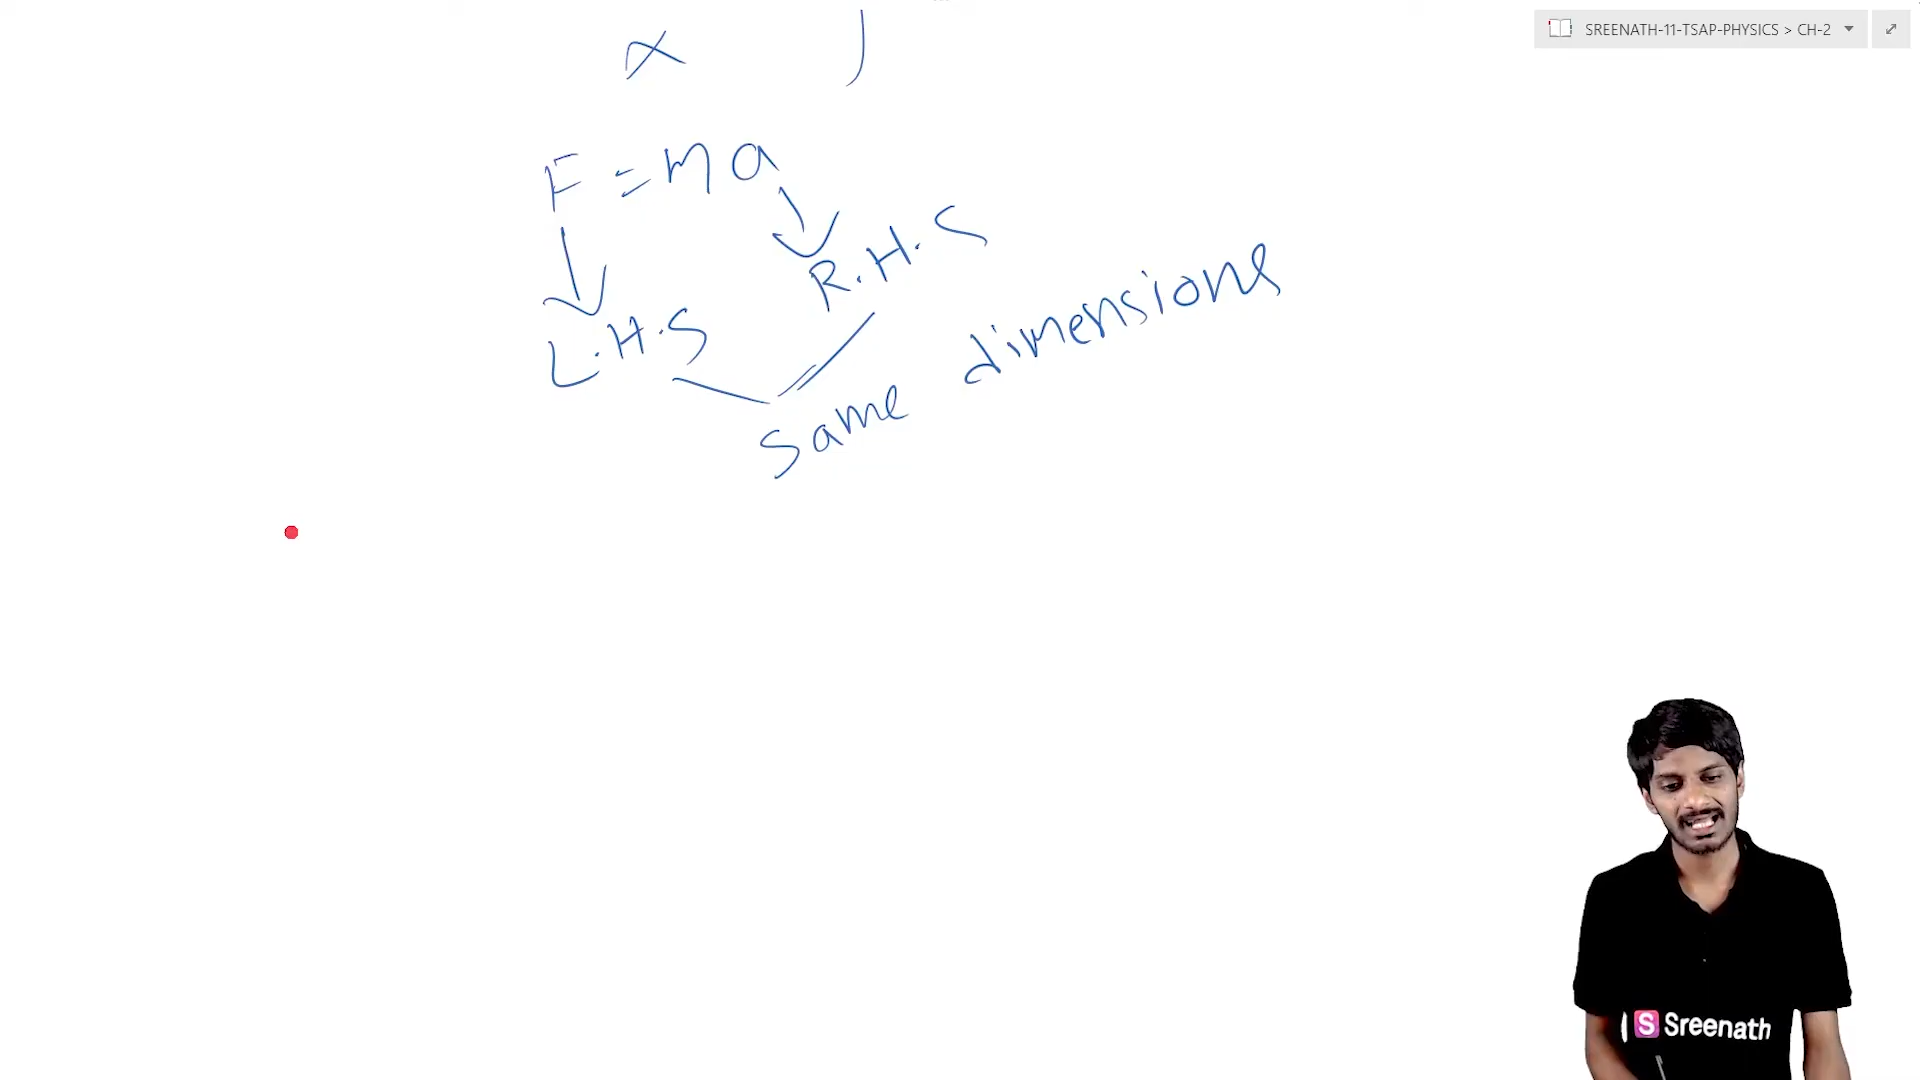 SREENATH-11-TSAP-PHYSICS > CH-2
α )
F = ma
R.H.S
L.H.S
Same dimensions
S Sreenath